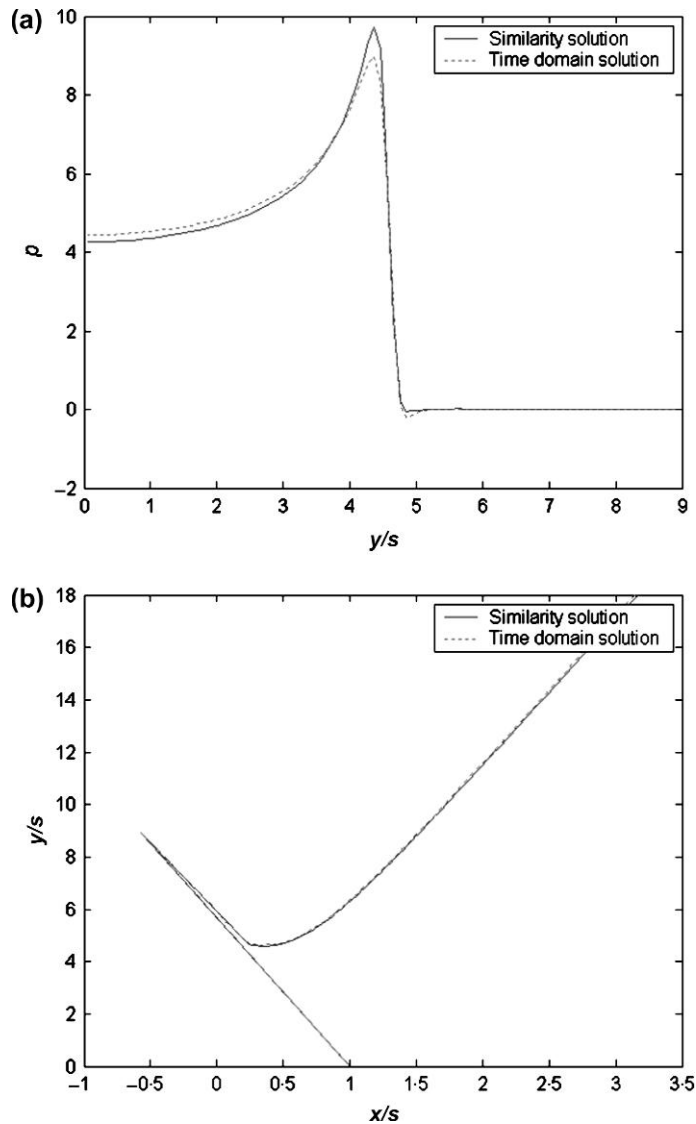 (a)
10
8
6
4
2
0
–2
p
Similarity solution
Time domain solution
0 1 2 3 4 5 6 7 8 9
y/s
(b)
18
16
14
12
10
8
6
4
2
0
y/s
Similarity solution
Time domain solution
–1 –0·5 0 0·5 1 1·5 2 2·5 3 3·5
x/s